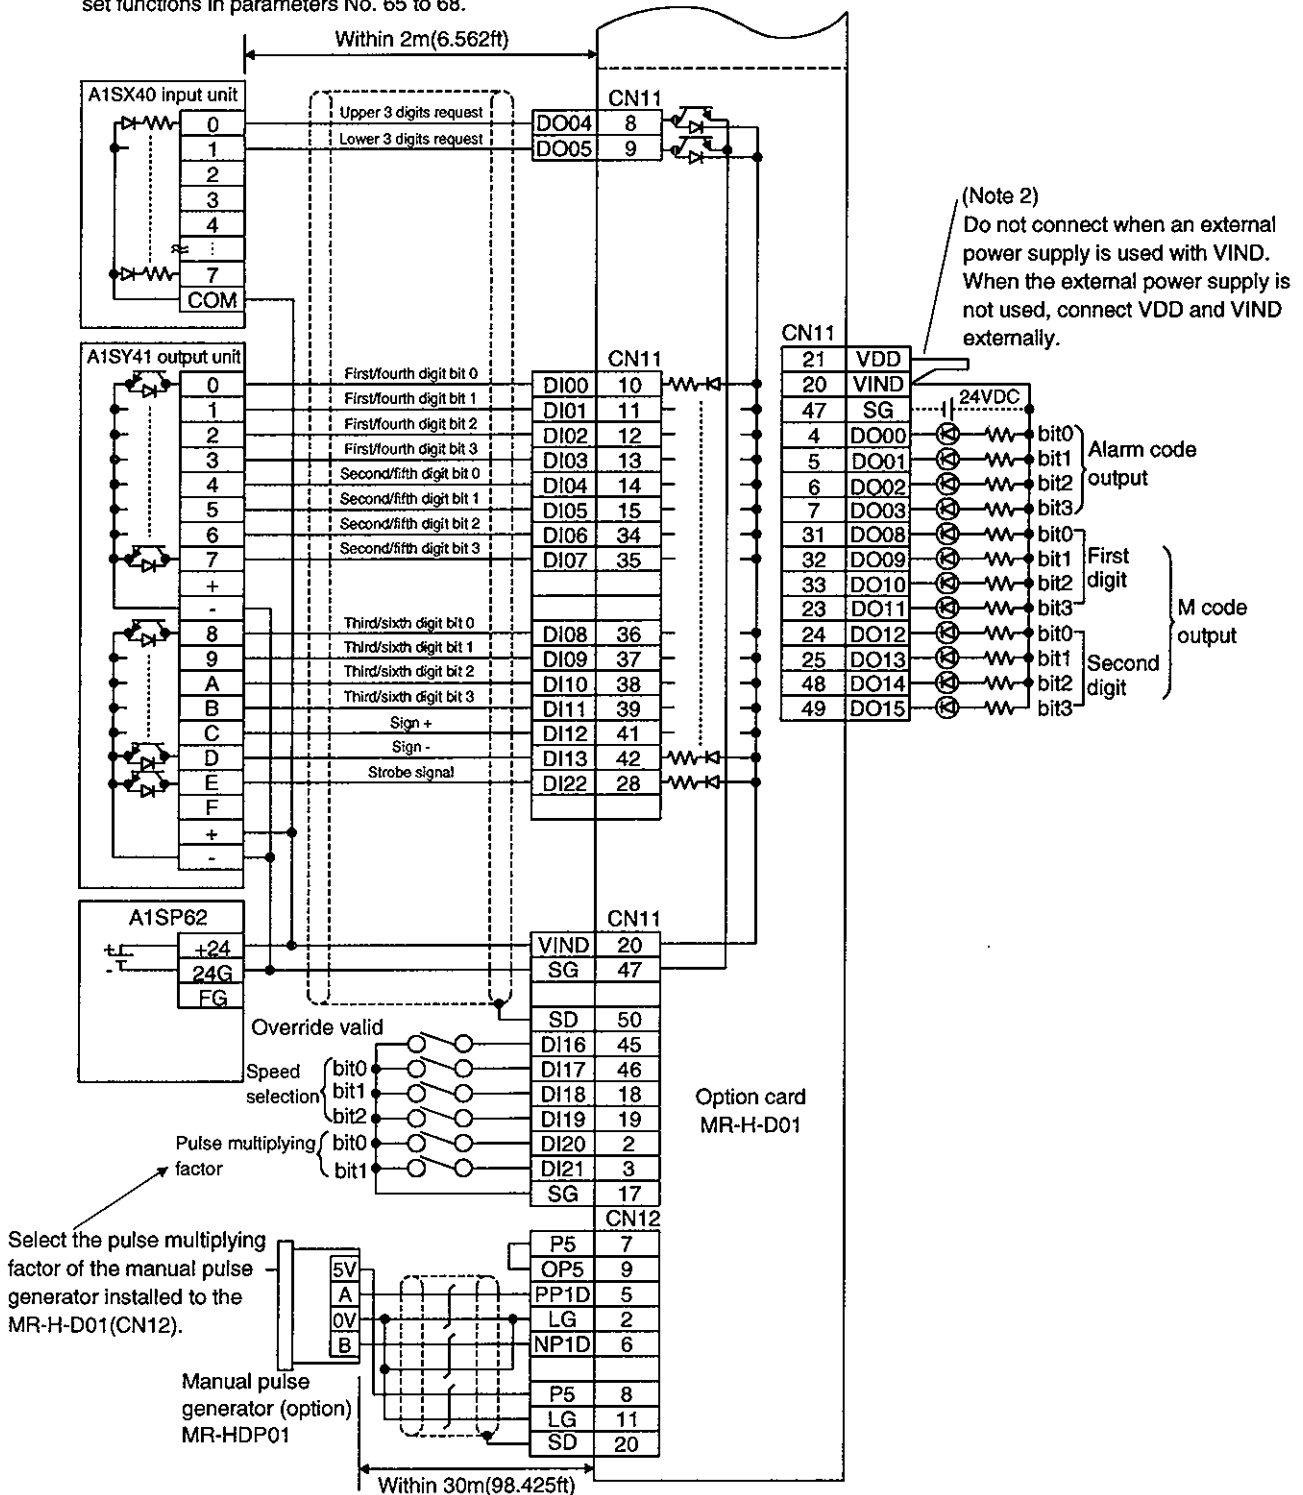 set functions in parameters No. 65 to 68.
Within 2m(6.562ft)
A1SX40 input unit
CN11
0 Upper 3 digits request DO04 8
1 Lower 3 digits request DO05 9
2
3
4
⋮
7
COM
(Note 2)
Do not connect when an external
power supply is used with VIND.
When the external power supply is
not used, connect VDD and VIND
externally.
A1SY41 output unit
CN11
0 First/fourth digit bit 0 DI00 10
1 First/fourth digit bit 1 DI01 11
2 First/fourth digit bit 2 DI02 12
3 First/fourth digit bit 3 DI03 13
4 Second/fifth digit bit 0 DI04 14
5 Second/fifth digit bit 1 DI05 15
6 Second/fifth digit bit 2 DI06 34
7 Second/fifth digit bit 3 DI07 35
+
-
8 Third/sixth digit bit 0 DI08 36
9 Third/sixth digit bit 1 DI09 37
A Third/sixth digit bit 2 DI10 38
B Third/sixth digit bit 3 DI11 39
C Sign + DI12 41
D Sign - DI13 42
E Strobe signal DI22 28
F
+
-
CN11
21 VDD
20 VIND
47 SG 24VDC
4 DO00 bit0
5 DO01 bit1
6 DO02 bit2
7 DO03 bit3
Alarm code
output
31 DO08 bit0
32 DO09 bit1
33 DO10 bit2
23 DO11 bit3
First
digit
24 DO12 bit0
25 DO13 bit1
48 DO14 bit2
49 DO15 bit3
Second
digit
M code
output
A1SP62
CN11
+ +24 VIND 20
- 24G SG 47
FG
SD 50
Override valid DI16 45
Speed
selection
bit0 DI17 46
bit1 DI18 18
bit2 DI19 19
Pulse multiplying
factor
bit0 DI20 2
bit1 DI21 3
SG 17
Option card
MR-H-D01
Select the pulse multiplying
factor of the manual pulse
generator installed to the
MR-H-D01(CN12).
CN12
P5 7
5V OP5 9
A PP1D 5
0V LG 2
B NP1D 6
P5 8
LG 11
SD 20
Manual pulse
generator (option)
MR-HDP01
Within 30m(98.425ft)